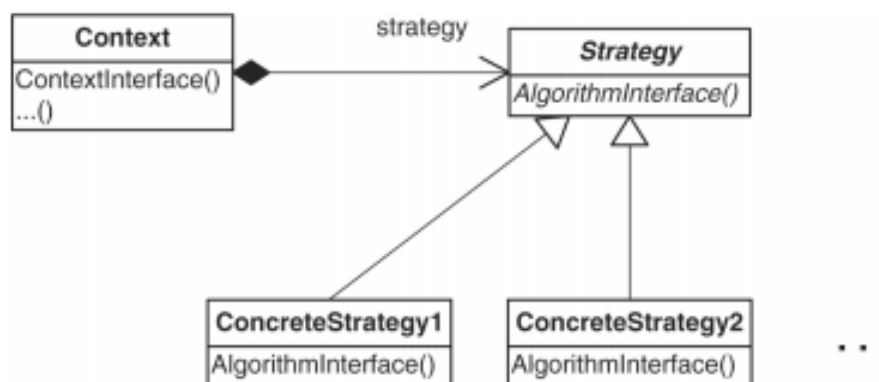 Context
ContextInterface()
...()
strategy
Strategy
AlgorithmInterface()
ConcreteStrategy1
AlgorithmInterface()
ConcreteStrategy2
AlgorithmInterface()
. .